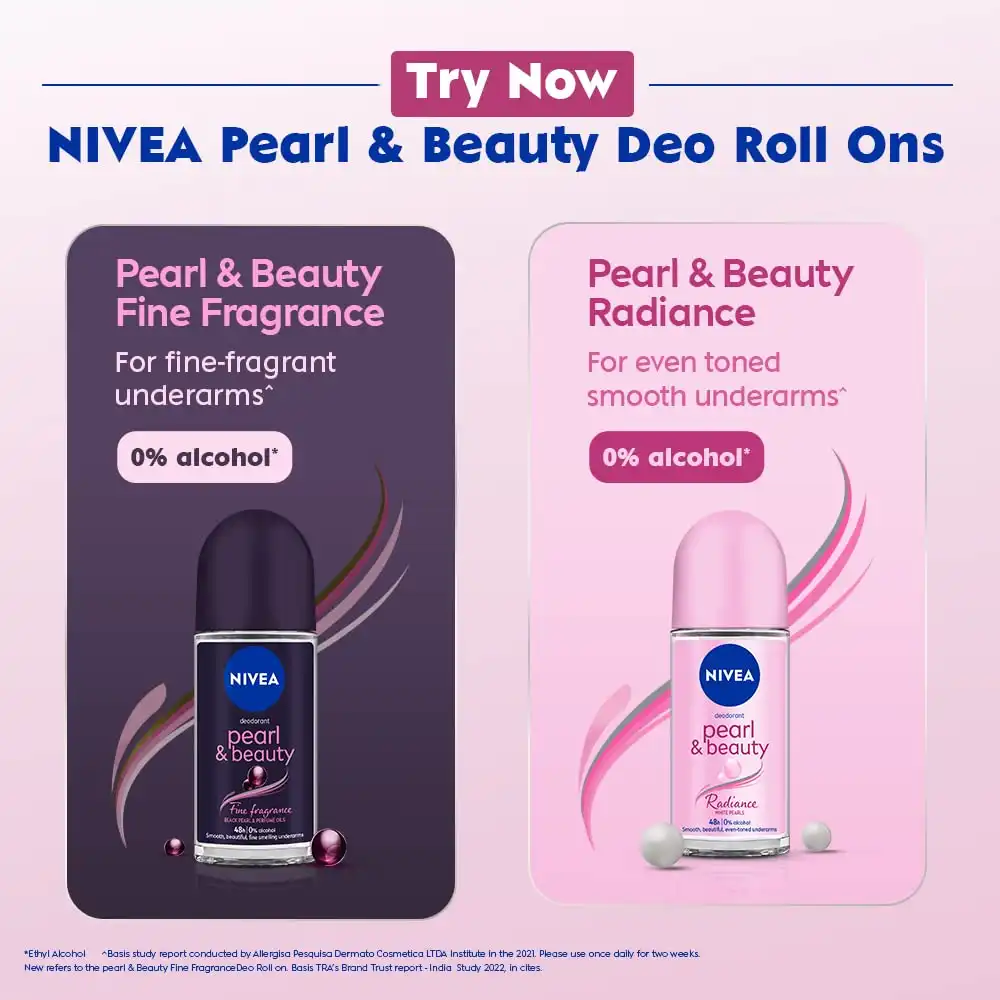 Try Now
NIVEA Pearl & Beauty Deo Roll Ons
Pearl & Beauty
Fine Fragrance
For fine-fragrant
underarms^
0% alcohol*
NIVEA
deodorant
pearl
& beauty
Fine fragrance
BLACK PEARL & PERFUME OILS
48h | 0% alcohol
Smooth, beautiful, fine smelling underarms
Pearl & Beauty
Radiance
For even toned
smooth underarms^
0% alcohol*
NIVEA
deodorant
pearl
& beauty
Radiance
WHITE PEARLS
48h | 0% alcohol
Smooth, beautiful, even-toned underarms
*Ethyl Alcohol ^Basis study report conducted by Allergisa Pesquisa Dermato Cosmetica LTDA Institute in the 2021. Please use once daily for two weeks.
New refers to the pearl & Beauty Fine FragranceDeo Roll on. Basis TRA's Brand Trust report - India Study 2022, in cites.